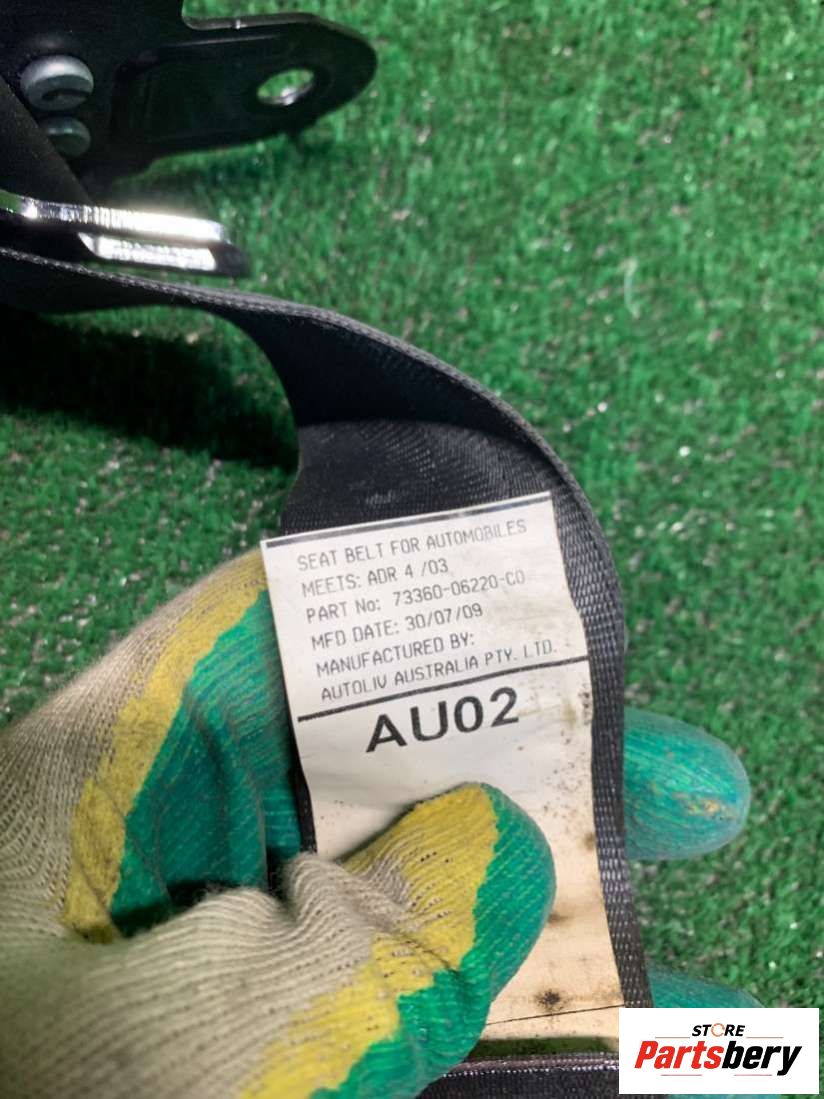 SEAT BELT FOR AUTOMOBILES
MEETS: ADR 4 /03
PART No: 73360-06220-C0
MFD DATE: 30/07/09
MANUFACTURED BY:
AUTOLIV AUSTRALIA PTY. LTD.
AU02
STORE
Partsbery